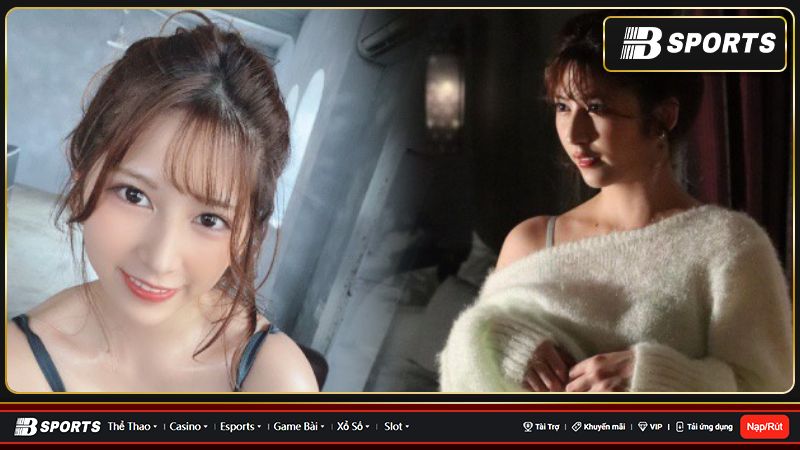 B SPORTS
B SPORTS Thể Thao Casino Esports Game Bài Xổ Số Slot Tài Trợ Khuyến mãi VIP Tải ứng dụng Nạp/Rút